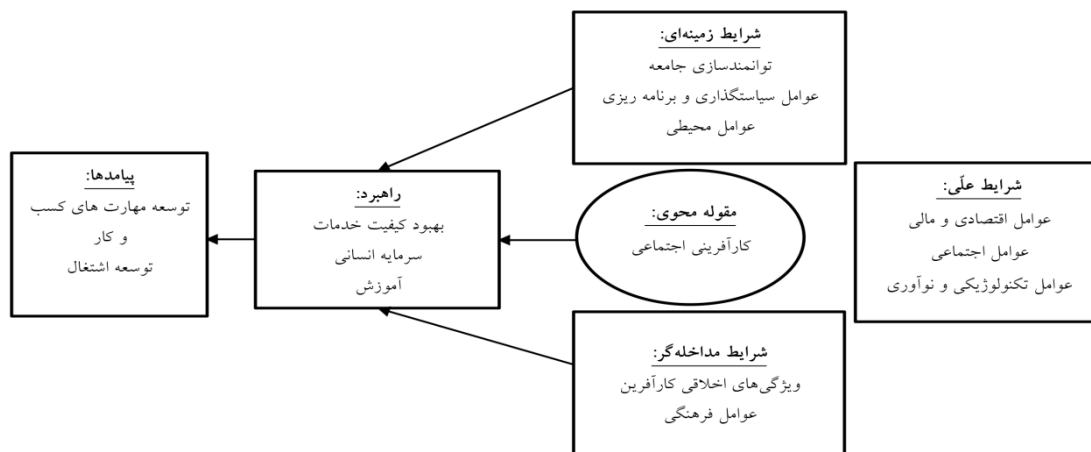 شرایط زمینه‌ای:
توانمندسازی جامعه
عوامل سیاستگذاری و برنامه ریزی
عوامل محیطی
شرایط علّی:
عوامل اقتصادی و مالی
عوامل اجتماعی
عوامل تکنولوژیکی و نوآوری
مقوله محوی:
کارآفرینی اجتماعی
راهبرد:
بهبود کیفیت خدمات
سرمایه انسانی
آموزش
پیامدها:
توسعه مهارت های کسب
و کار
توسعه اشتغال
شرایط مداخله‌گر:
ویژگی‌های اخلاقی کارآفرین
عوامل فرهنگی